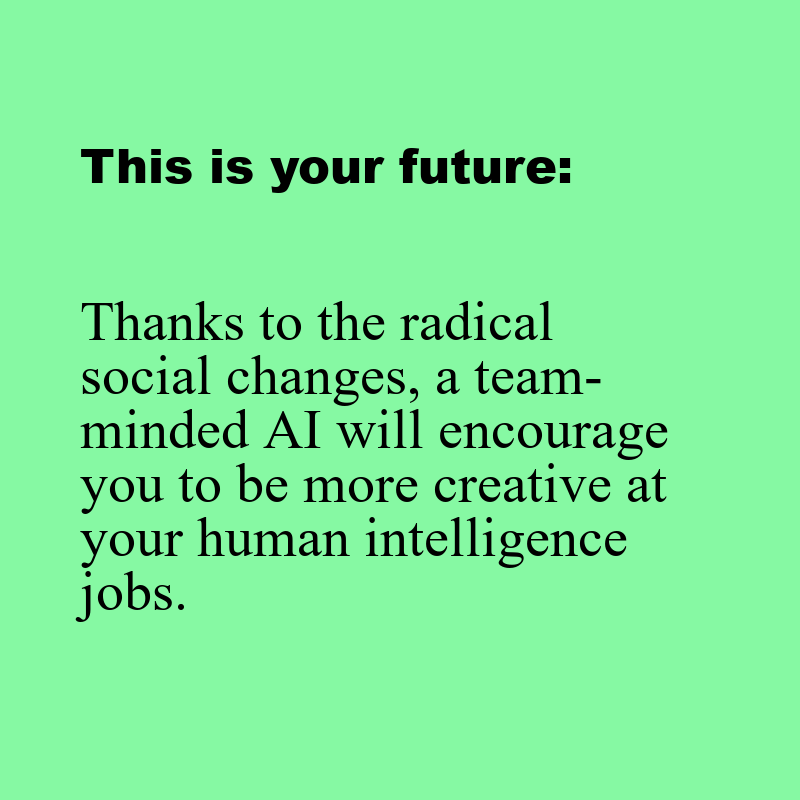 This is your future:
Thanks to the radical
social changes, a team-
minded AI will encourage
you to be more creative at
your human intelligence
jobs.